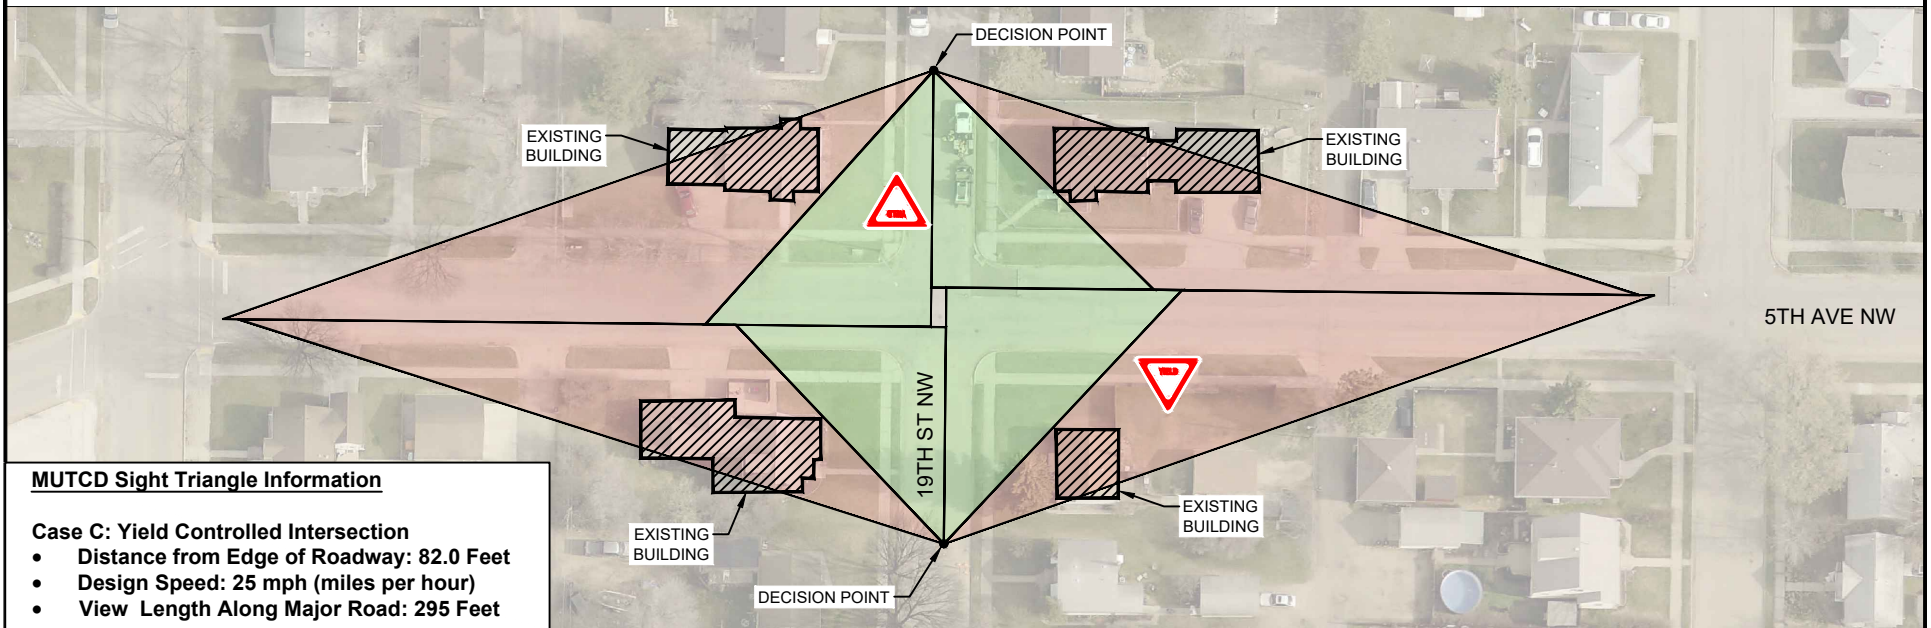 DECISION POINT
EXISTING
BUILDING
EXISTING
BUILDING
YIELD
5TH AVE NW
YIELD
19TH ST NW
MUTCD Sight Triangle Information
Case C: Yield Controlled Intersection
• Distance from Edge of Roadway: 82.0 Feet
• Design Speed: 25 mph (miles per hour)
• View Length Along Major Road: 295 Feet
EXISTING
BUILDING
EXISTING
BUILDING
DECISION POINT